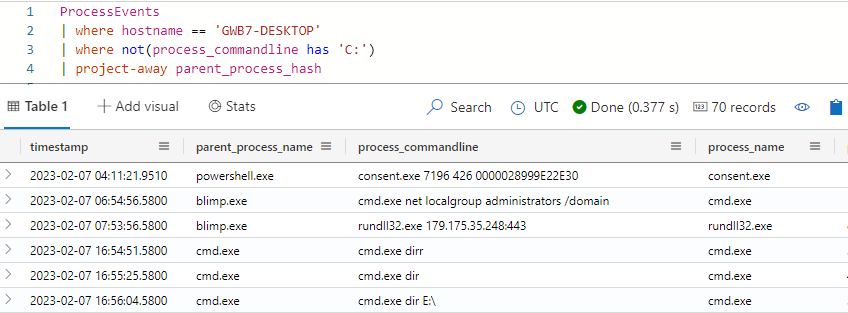 1 ProcessEvents
2 | where hostname == 'GWB7-DESKTOP'
3 | where not(process_commandline has 'C:')
4 | project-away parent_process_hash
Table 1 Add visual Stats Search UTC Done (0.377 s) 70 records
timestamp parent_process_name process_commandline process_name
2023-02-07 04:11:21.9510 powershell.exe consent.exe 7196 426 0000028999E22E30 consent.exe
2023-02-07 06:54:56.5800 blimp.exe cmd.exe net localgroup administrators /domain cmd.exe
2023-02-07 07:53:56.5800 blimp.exe rundll32.exe 179.175.35.248:443 rundll32.exe
2023-02-07 16:54:51.5800 cmd.exe cmd.exe dirr cmd.exe
2023-02-07 16:55:25.5800 cmd.exe cmd.exe dir cmd.exe
2023-02-07 16:56:04.5800 cmd.exe cmd.exe dir E:\ cmd.exe